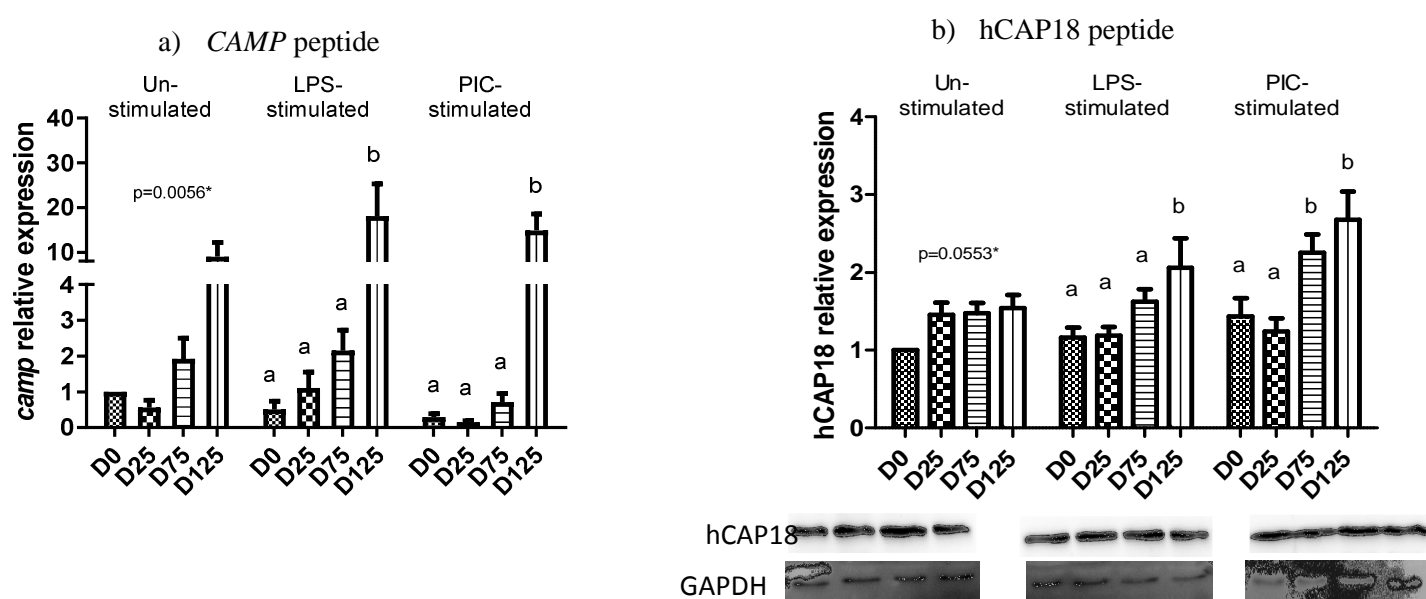 a) CAMP peptide
Un-
stimulated
LPS-
stimulated
PIC-
stimulated
camp relative expression
40
30
20
10
4
3
2
1
0
p=0.0056*
a
a
a
b
a
a
a
b
D0
D25
D75
D125
D0
D25
D75
D125
D0
D25
D75
D125
b) hCAP18 peptide
Un-
stimulated
LPS-
stimulated
PIC-
stimulated
hCAP18 relative expression
4
3
2
1
0
p=0.0553*
a
a
a
b
a
a
b
b
D0
D25
D75
D125
D0
D25
D75
D125
D0
D25
D75
D125
hCAP18
GAPDH